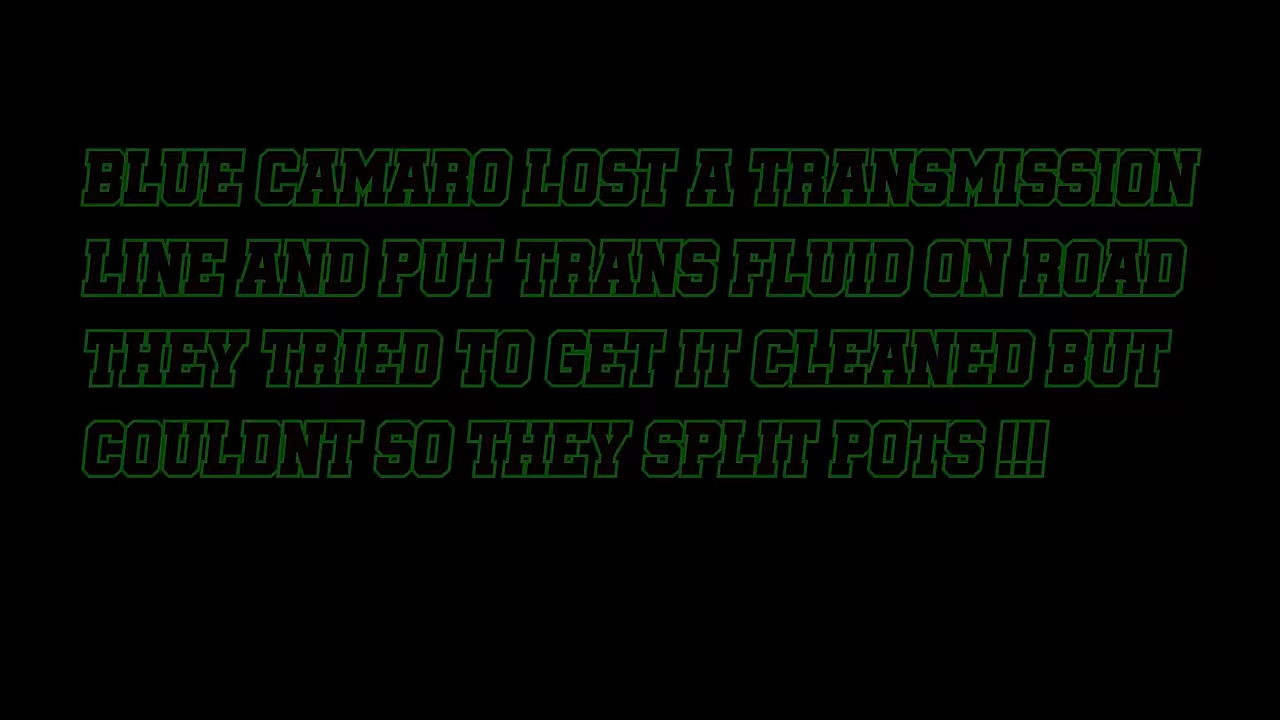 BLUE CAMARO LOST A TRANSMISSION
LINE AND PUT TRANS FLUID ON ROAD
THEY TRIED TO GET IT CLEANED BUT
COULDNT SO THEY SPLIT POTS !!!